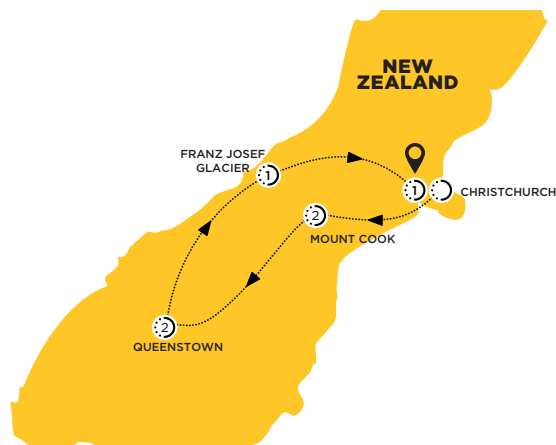 NEW
ZEALAND
FRANZ JOSEF
GLACIER
1
1
CHRISTCHURCH
2
MOUNT COOK
2
QUEENSTOWN